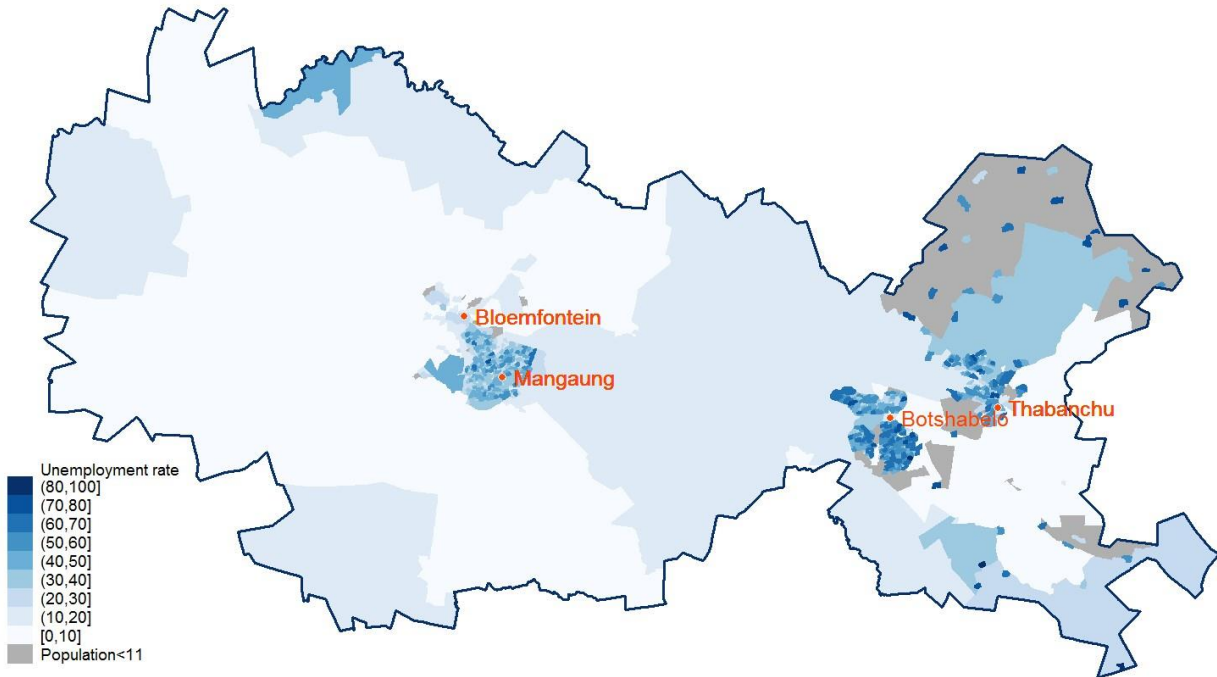 Bloemfontein
Mangaung
Thabanchu
Botshabelo
Unemployment rate
(80,100]
(70,80]
(60,70]
(50,60]
(40,50]
(30,40]
(20,30]
(10,20]
[0,10]
Population<11